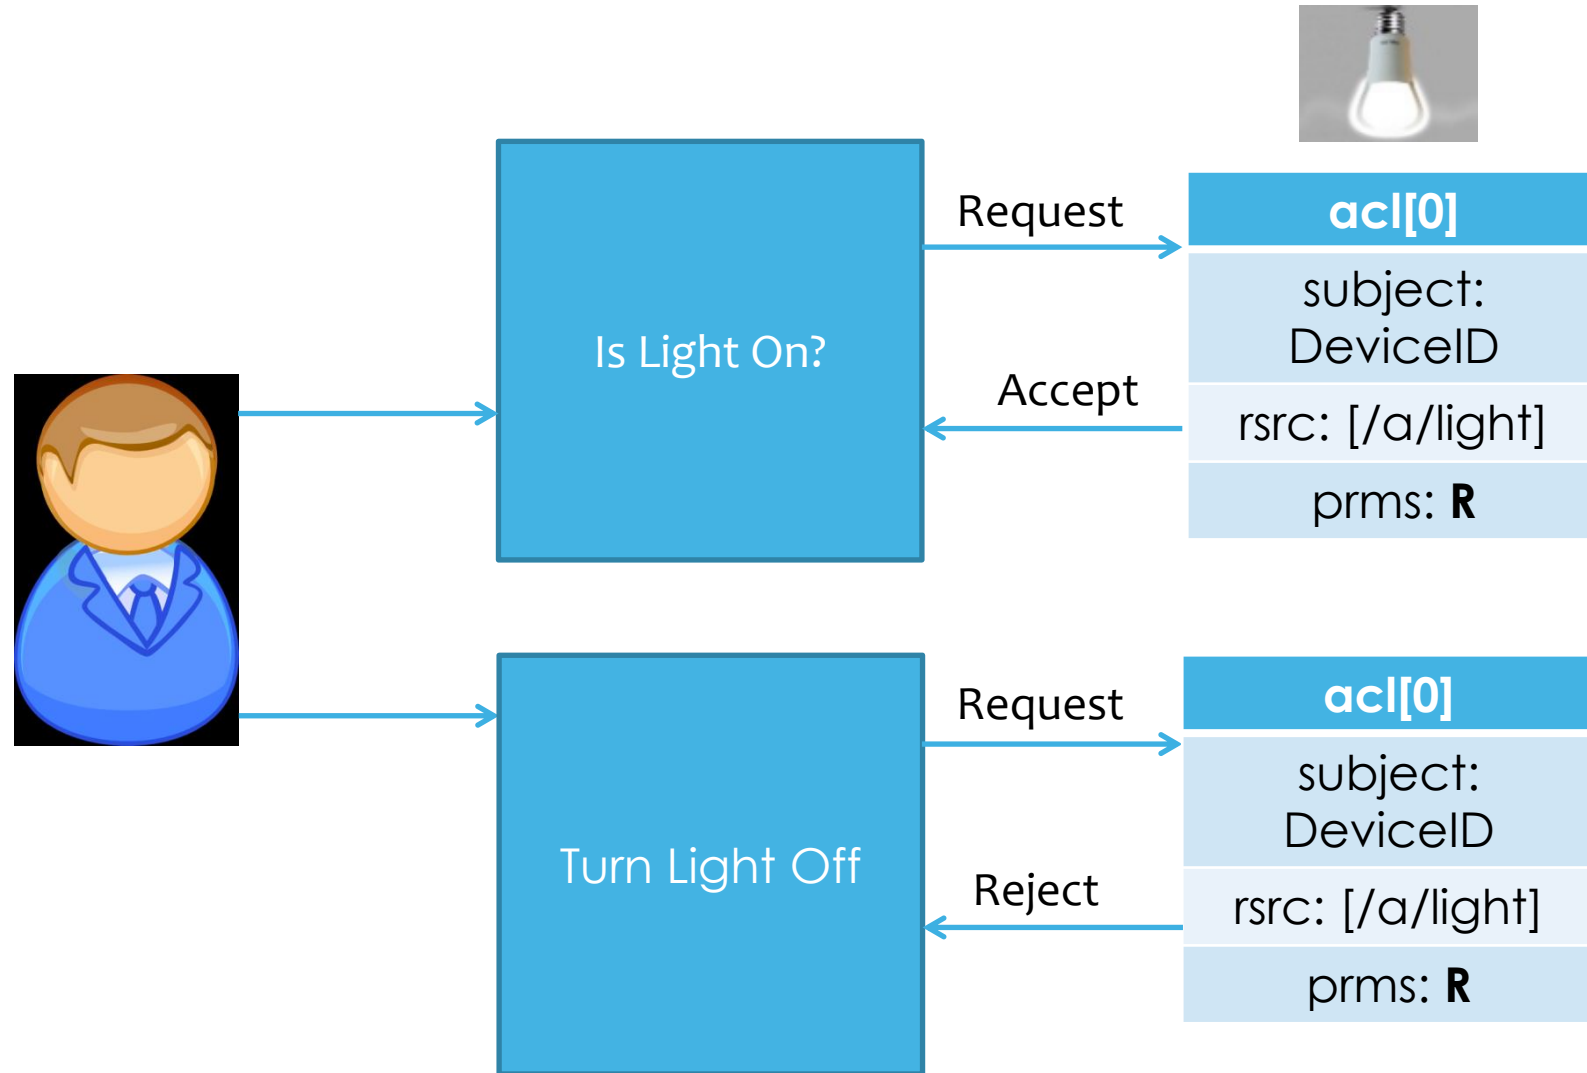 Is Light On?
Request
Accept
acl[0]
subject:
DeviceID
rsrc: [/a/light]
prms: R
Turn Light Off
Request
Reject
acl[0]
subject:
DeviceID
rsrc: [/a/light]
prms: R